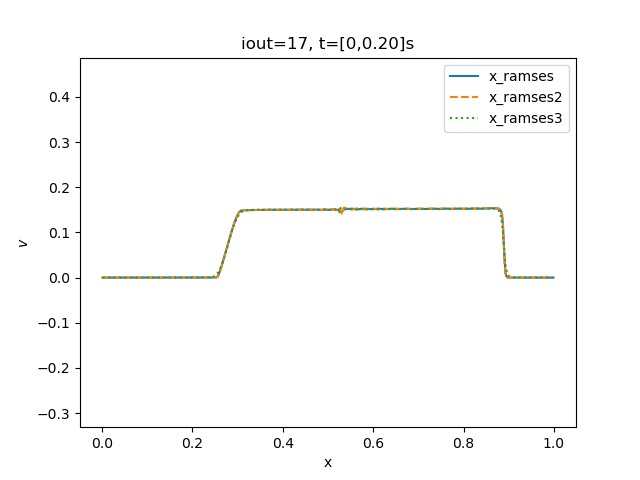 iout=17, t=[0,0.20]s
x_ramses
x_ramses2
x_ramses3
0.4
0.3
0.2
0.1
0.0
−0.1
−0.2
−0.3
v
0.0 0.2 0.4 0.6 0.8 1.0
x